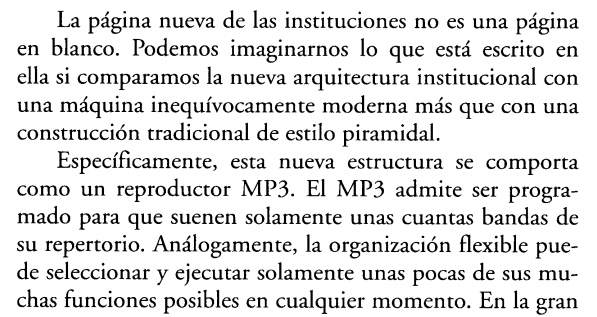 La página nueva de las instituciones no es una página
en blanco. Podemos imaginarnos lo que está escrito en
ella si comparamos la nueva arquitectura institucional con
una máquina inequívocamente moderna más que con una
construcción tradicional de estilo piramidal.
Específicamente, esta nueva estructura se comporta
como un reproductor MP3. El MP3 admite ser progra-
mado para que suenen solamente unas cuantas bandas de
su repertorio. Análogamente, la organización flexible pue-
de seleccionar y ejecutar solamente unas pocas de sus mu-
chas funciones posibles en cualquier momento. En la gran